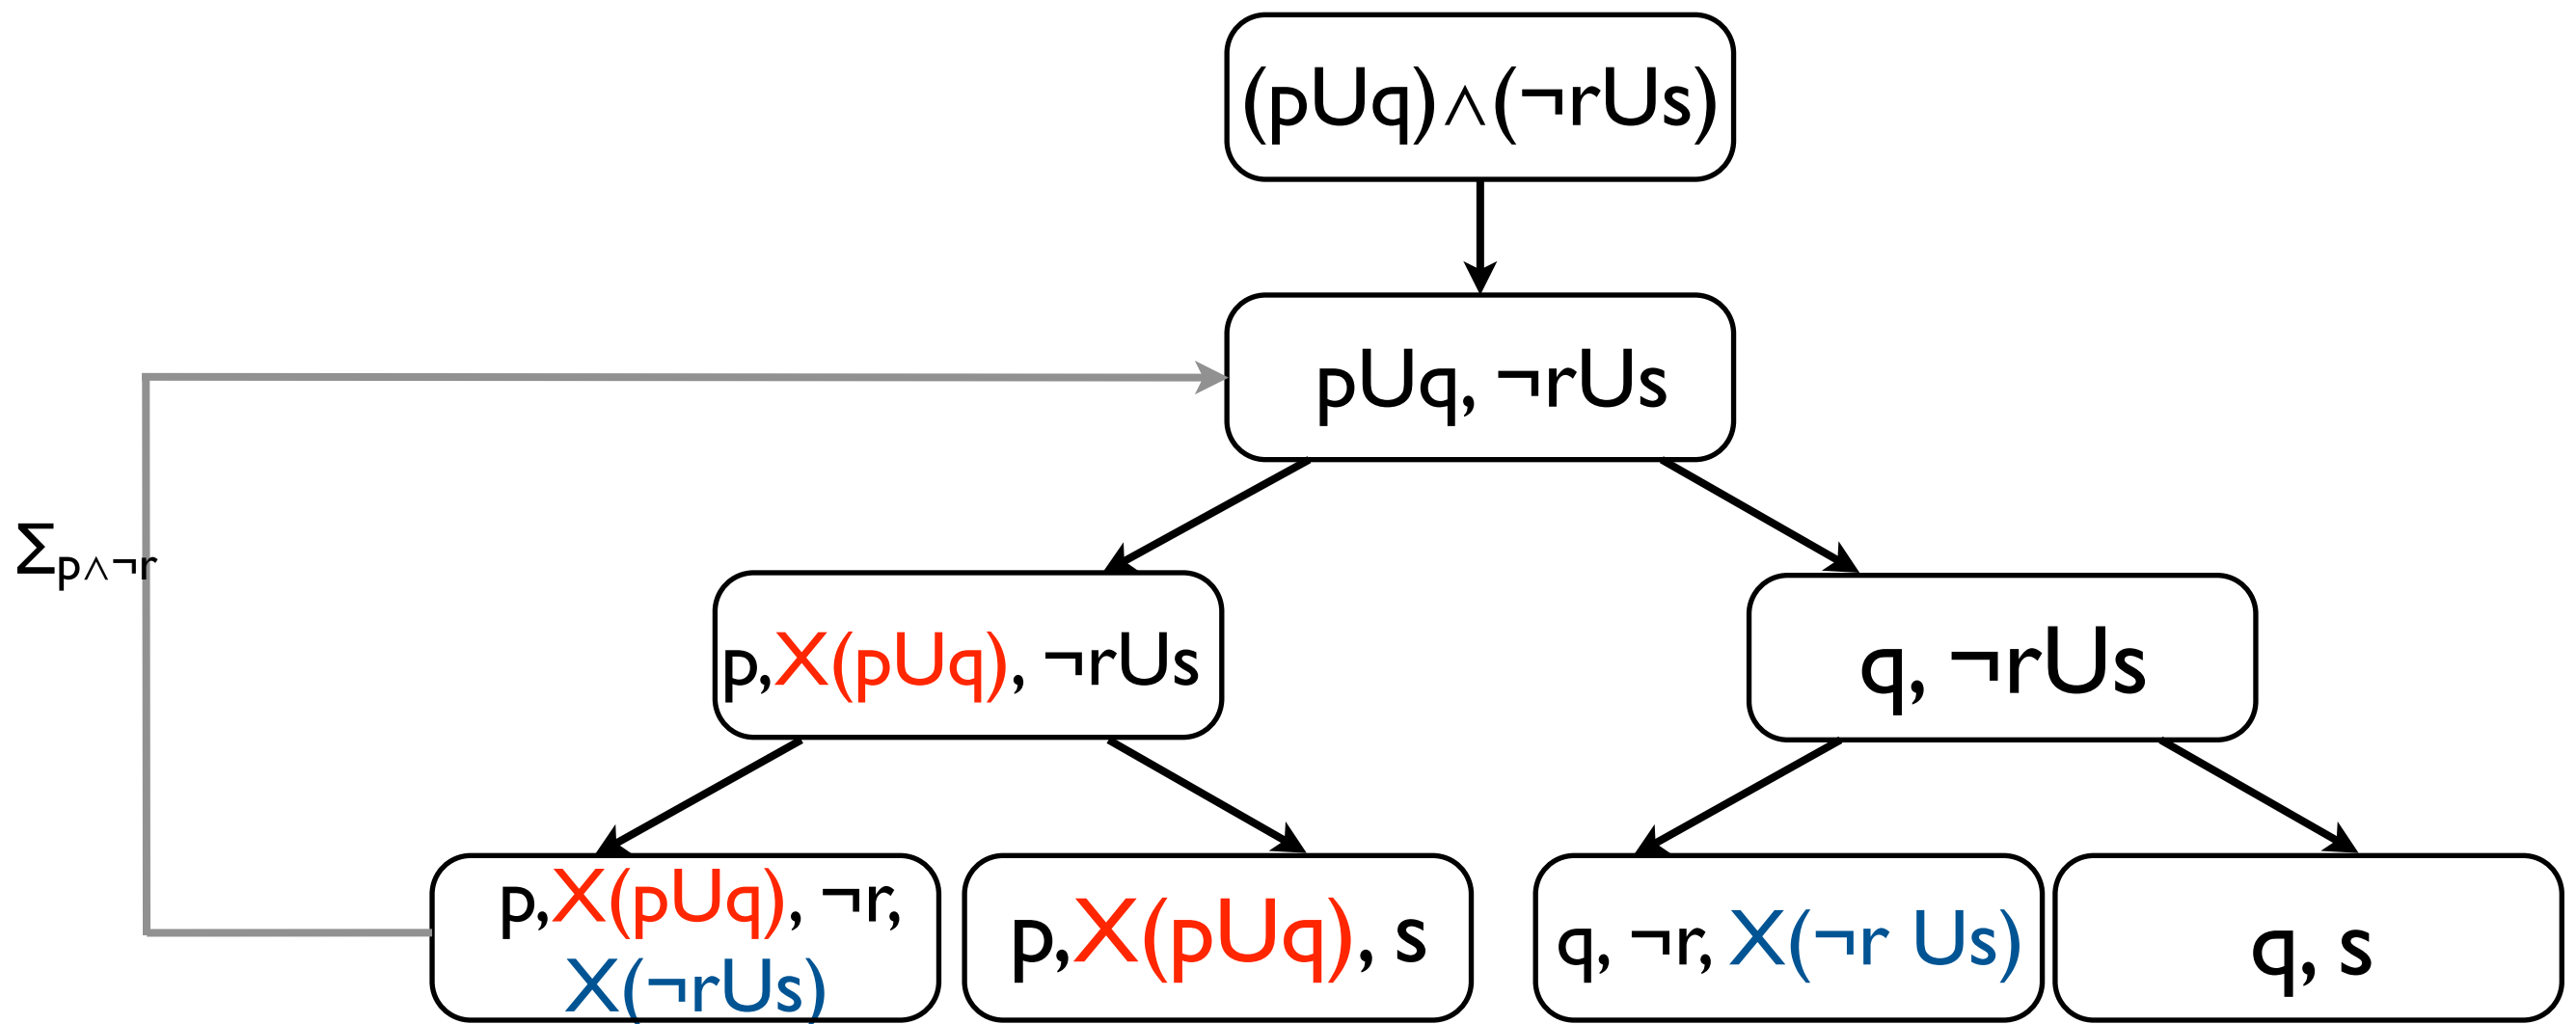 (pUq)∧(¬rUs)
pUq, ¬rUs
Σp∧¬r
p,X(pUq), ¬rUs
q, ¬rUs
p,X(pUq), ¬r,
X(¬rUs)
p,X(pUq), s
q, ¬r, X(¬r Us)
q, s